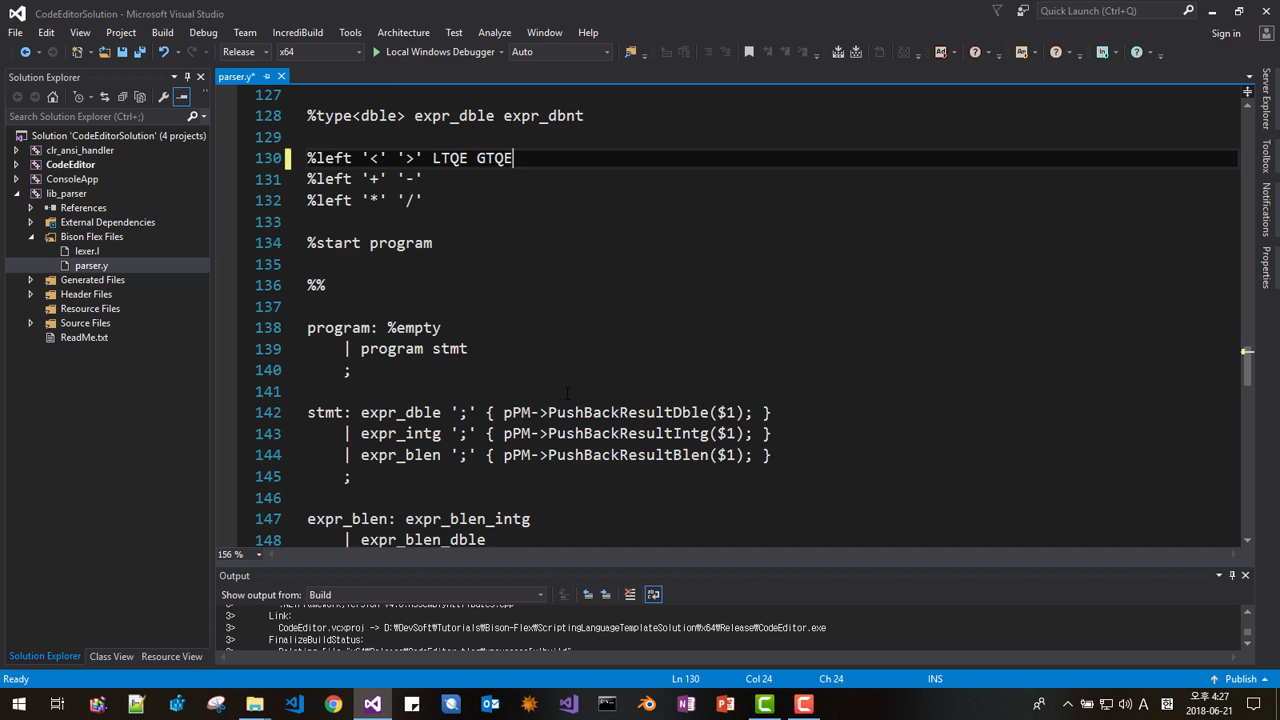 CodeEditorSolution - Microsoft Visual Studio
Quick Launch (Ctrl+Q)
File Edit View Project Build Debug Team IncrediBuild Tools Architecture Test Analyze Window Help
Sign in
Release x64 Local Windows Debugger Auto
Solution Explorer
Search Solution Explorer (Ctrl+;)
Solution 'CodeEditorSolution' (4 projects)
clr_ansi_handler
CodeEditor
ConsoleApp
lib_parser
References
External Dependencies
Bison Flex Files
lexer.l
parser.y
Generated Files
Header Files
Resource Files
Source Files
ReadMe.txt
Solution Explorer Class View Resource View
parser.y*
127
128 %type<dble> expr_dble expr_dbnt
129
130 %left '<' '>' LTQE GTQE
131 %left '+' '-'
132 %left '*' '/'
133
134 %start program
135
136 %%
137
138 program: %empty
139 | program stmt
140 ;
141
142 stmt: expr_dble ';' { pPM->PushBackResultDble($1); }
143 | expr_intg ';' { pPM->PushBackResultIntg($1); }
144 | expr_blen ';' { pPM->PushBackResultBlen($1); }
145 ;
146
147 expr_blen: expr_blen_intg
148 | expr_blen_dble
156 %
Output
Show output from: Build
3> Link:
3> CodeEditor.vcxproj -> D:₩DevSoft₩Tutorials₩Bison-Flex₩ScriptingLanguageTemplateSolution₩x64₩Release₩CodeEditor.exe
3> FinalizeBuildStatus:
Server Explorer
Toolbox
Notifications
Properties
Ready Ln 130 Col 24 Ch 24 INS Publish
A 오후 4:27
2018-06-21